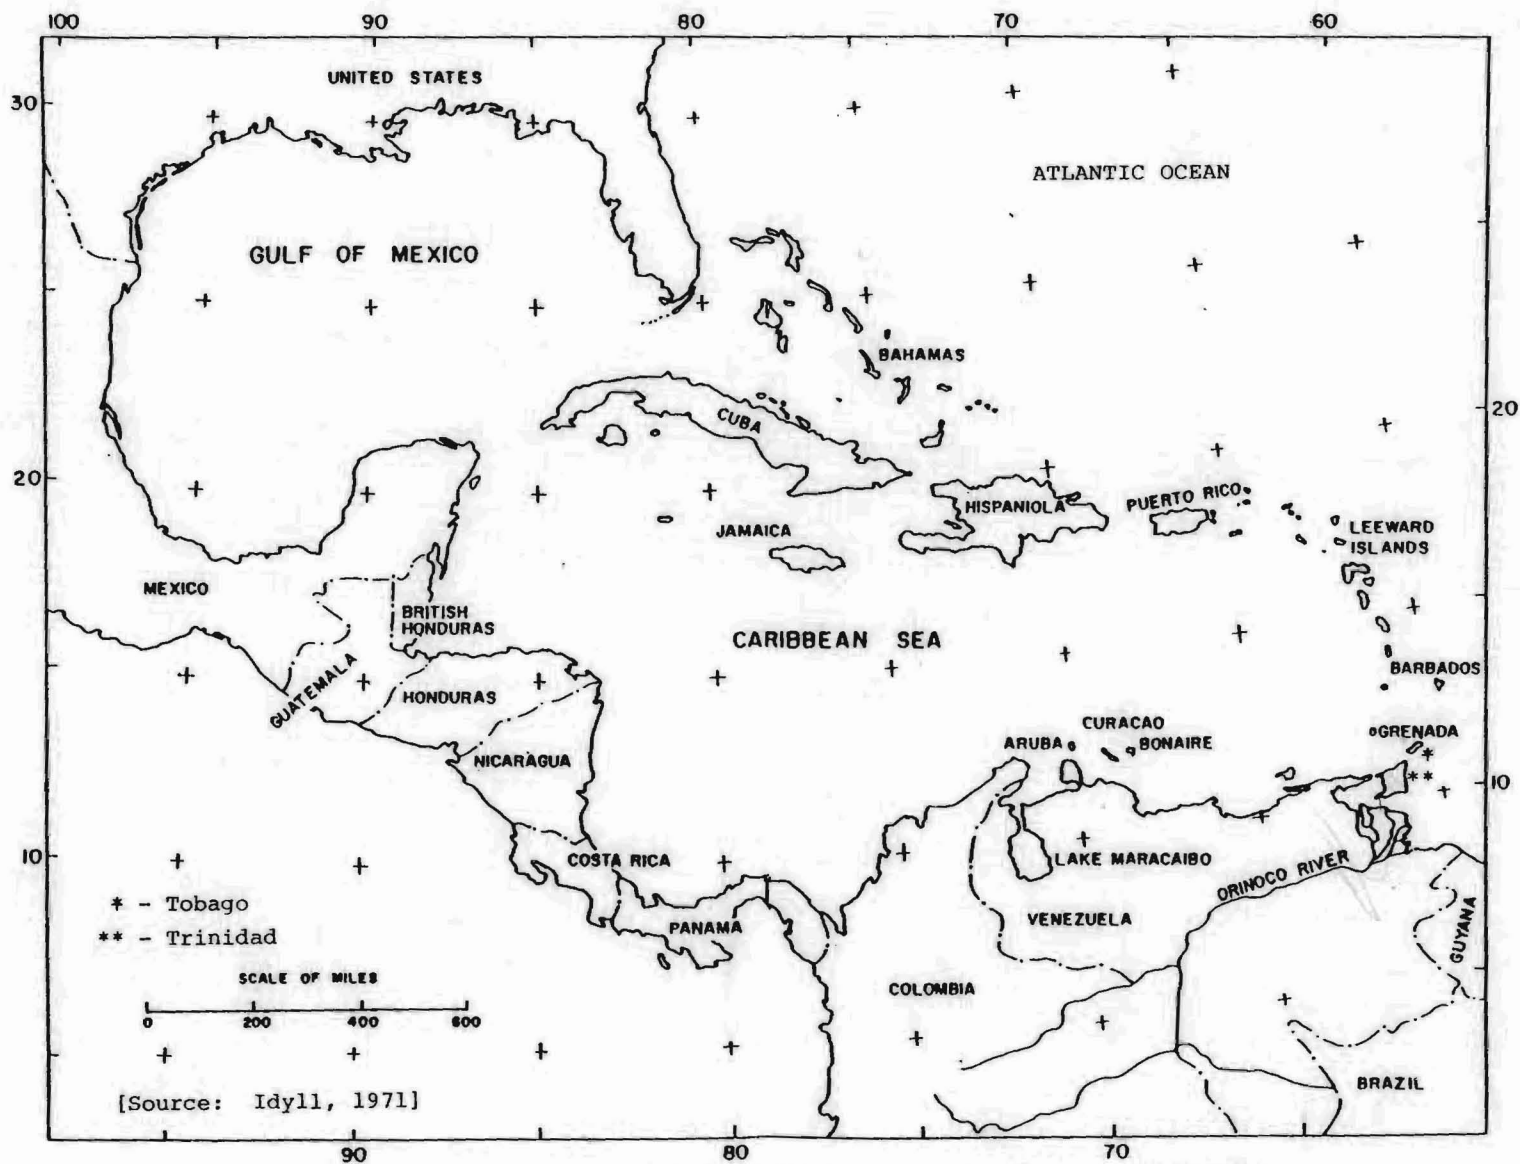 100 90 80 70 60
UNITED STATES
30
ATLANTIC OCEAN
GULF OF MEXICO
BAHAMAS
CUBA
20
20
HISPANIOLA
PUERTO RICO
JAMAICA
LEEWARD
ISLANDS
MEXICO
BRITISH
HONDURAS
CARIBBEAN SEA
GUATEMALA
BARBADOS
HONDURAS
CURACAO
GRENADA
ARUBA
BONAIRE
*
NICARAGUA
**
10
10
COSTA RICA
LAKE MARACAIBO
ORINOCO RIVER
* - Tobago
PANAMA
VENEZUELA
GUYANA
** - Trinidad
SCALE OF MILES
COLOMBIA
0 200 400 600
BRAZIL
[Source: Idyll, 1971]
90 80 70